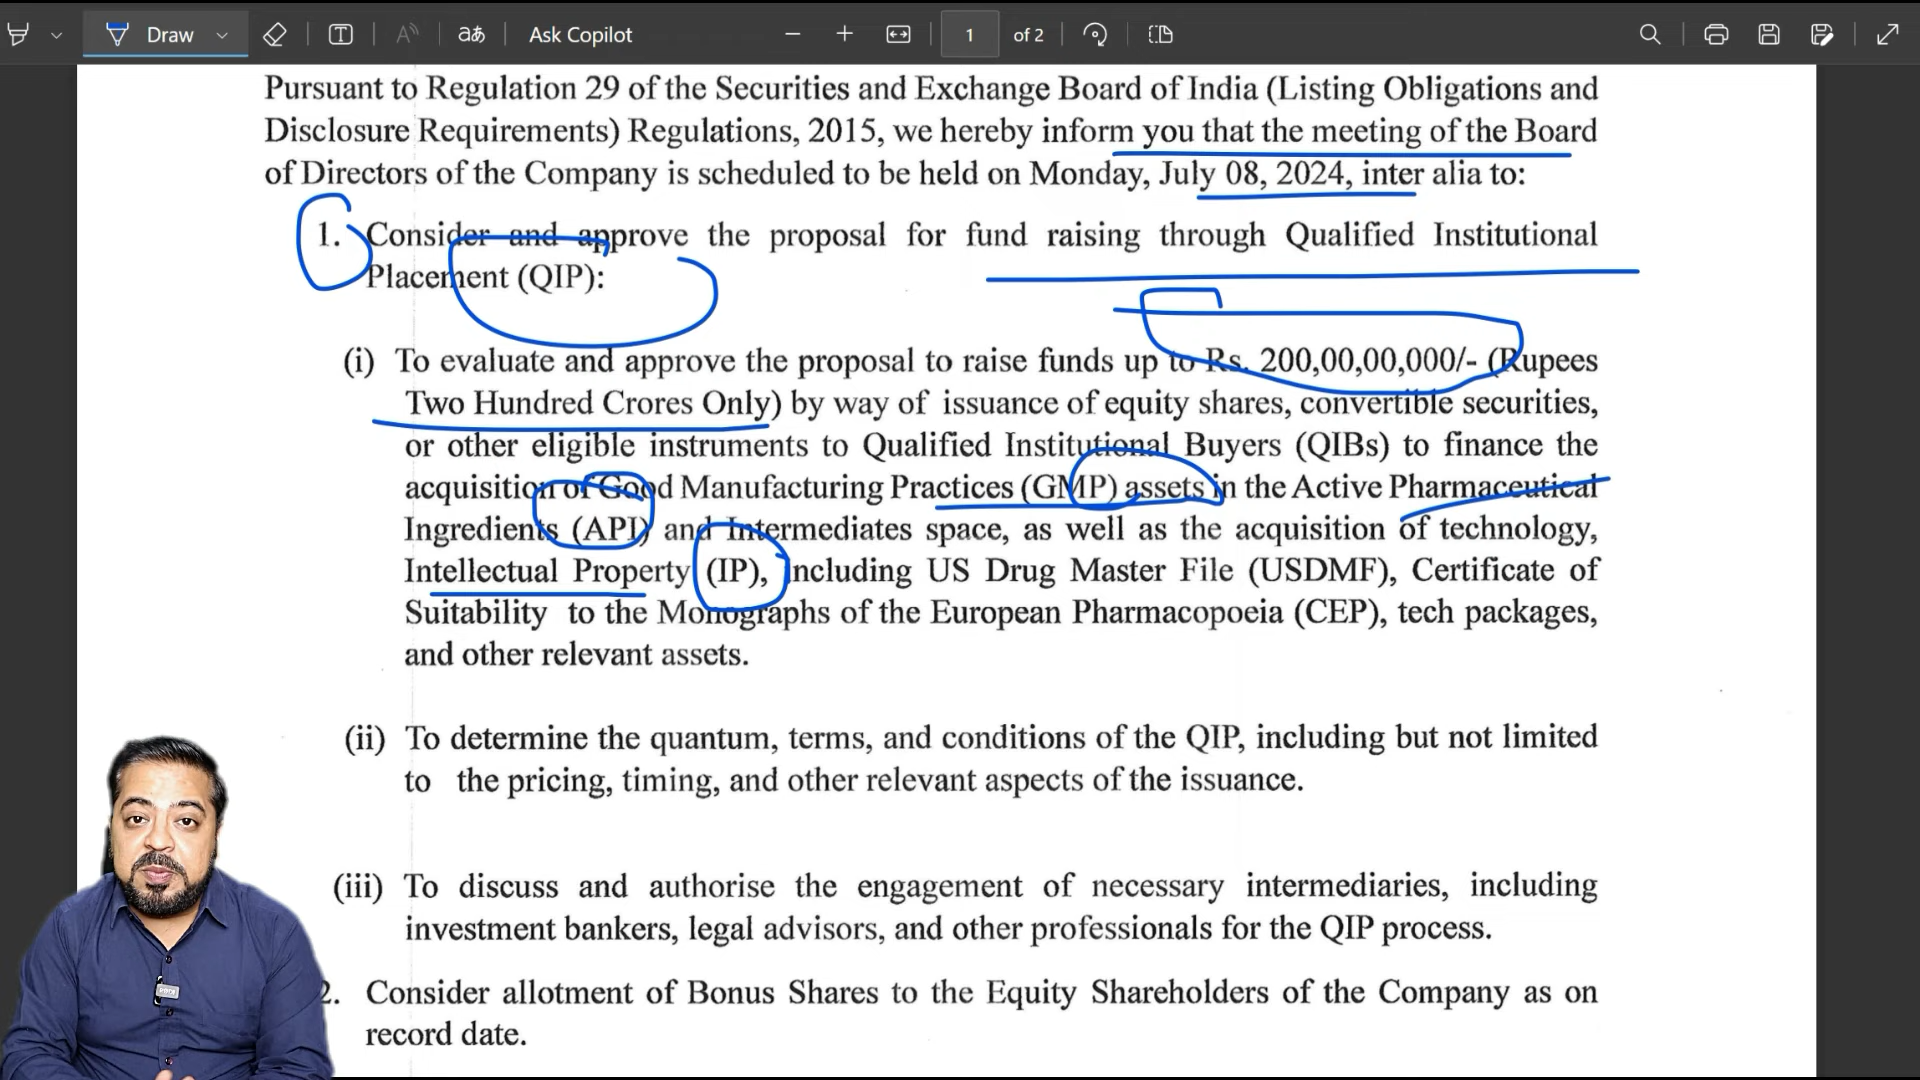 Draw
aあ
Ask Copilot
1 of 2
Pursuant to Regulation 29 of the Securities and Exchange Board of India (Listing Obligations and
Disclosure Requirements) Regulations, 2015, we hereby inform you that the meeting of the Board
of Directors of the Company is scheduled to be held on Monday, July 08, 2024, inter alia to:
1. Consider and approve the proposal for fund raising through Qualified Institutional
Placement (QIP):
(i) To evaluate and approve the proposal to raise funds up to Rs. 200,00,00,000/- (Rupees
Two Hundred Crores Only) by way of issuance of equity shares, convertible securities,
or other eligible instruments to Qualified Institutional Buyers (QIBs) to finance the
acquisition of Good Manufacturing Practices (GMP) assets in the Active Pharmaceutical
Ingredients (API) and Intermediates space, as well as the acquisition of technology,
Intellectual Property (IP), including US Drug Master File (USDMF), Certificate of
Suitability to the Monographs of the European Pharmacopoeia (CEP), tech packages,
and other relevant assets.
(ii) To determine the quantum, terms, and conditions of the QIP, including but not limited
to the pricing, timing, and other relevant aspects of the issuance.
(iii) To discuss and authorise the engagement of necessary intermediaries, including
investment bankers, legal advisors, and other professionals for the QIP process.
2. Consider allotment of Bonus Shares to the Equity Shareholders of the Company as on
record date.